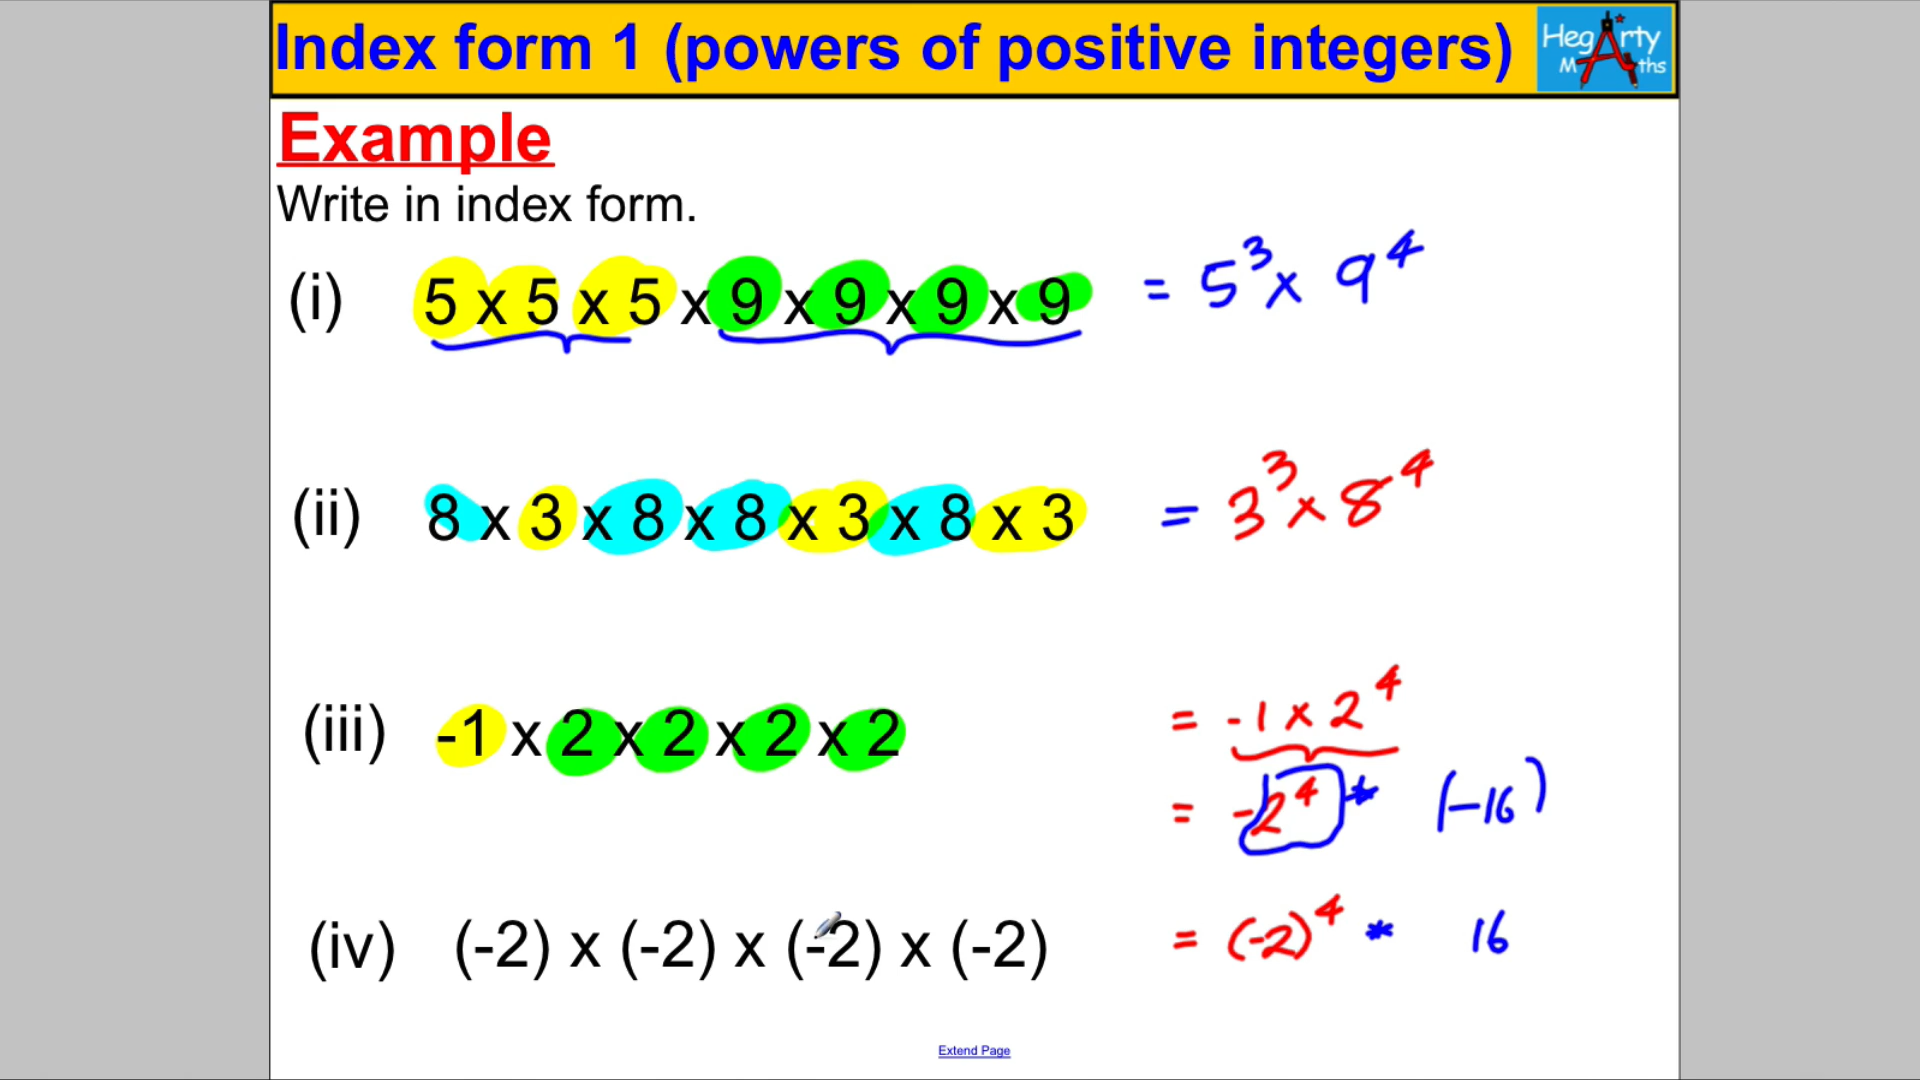 Index form 1 (powers of positive integers)
Hegarty
Maths
Example
Write in index form.
(i) 5 x 5 x 5 x 9 x 9 x 9 x 9 = 5³ x 9⁴
(ii) 8 x 3 x 8 x 8 x 3 x 8 x 3 = 3³ x 8⁴
(iii) -1 x 2 x 2 x 2 x 2 = -1 x 2⁴
= -2⁴ * (-16)
(iv) (-2) x (-2) x (-2) x (-2) = (-2)⁴ * 16
Extend Page